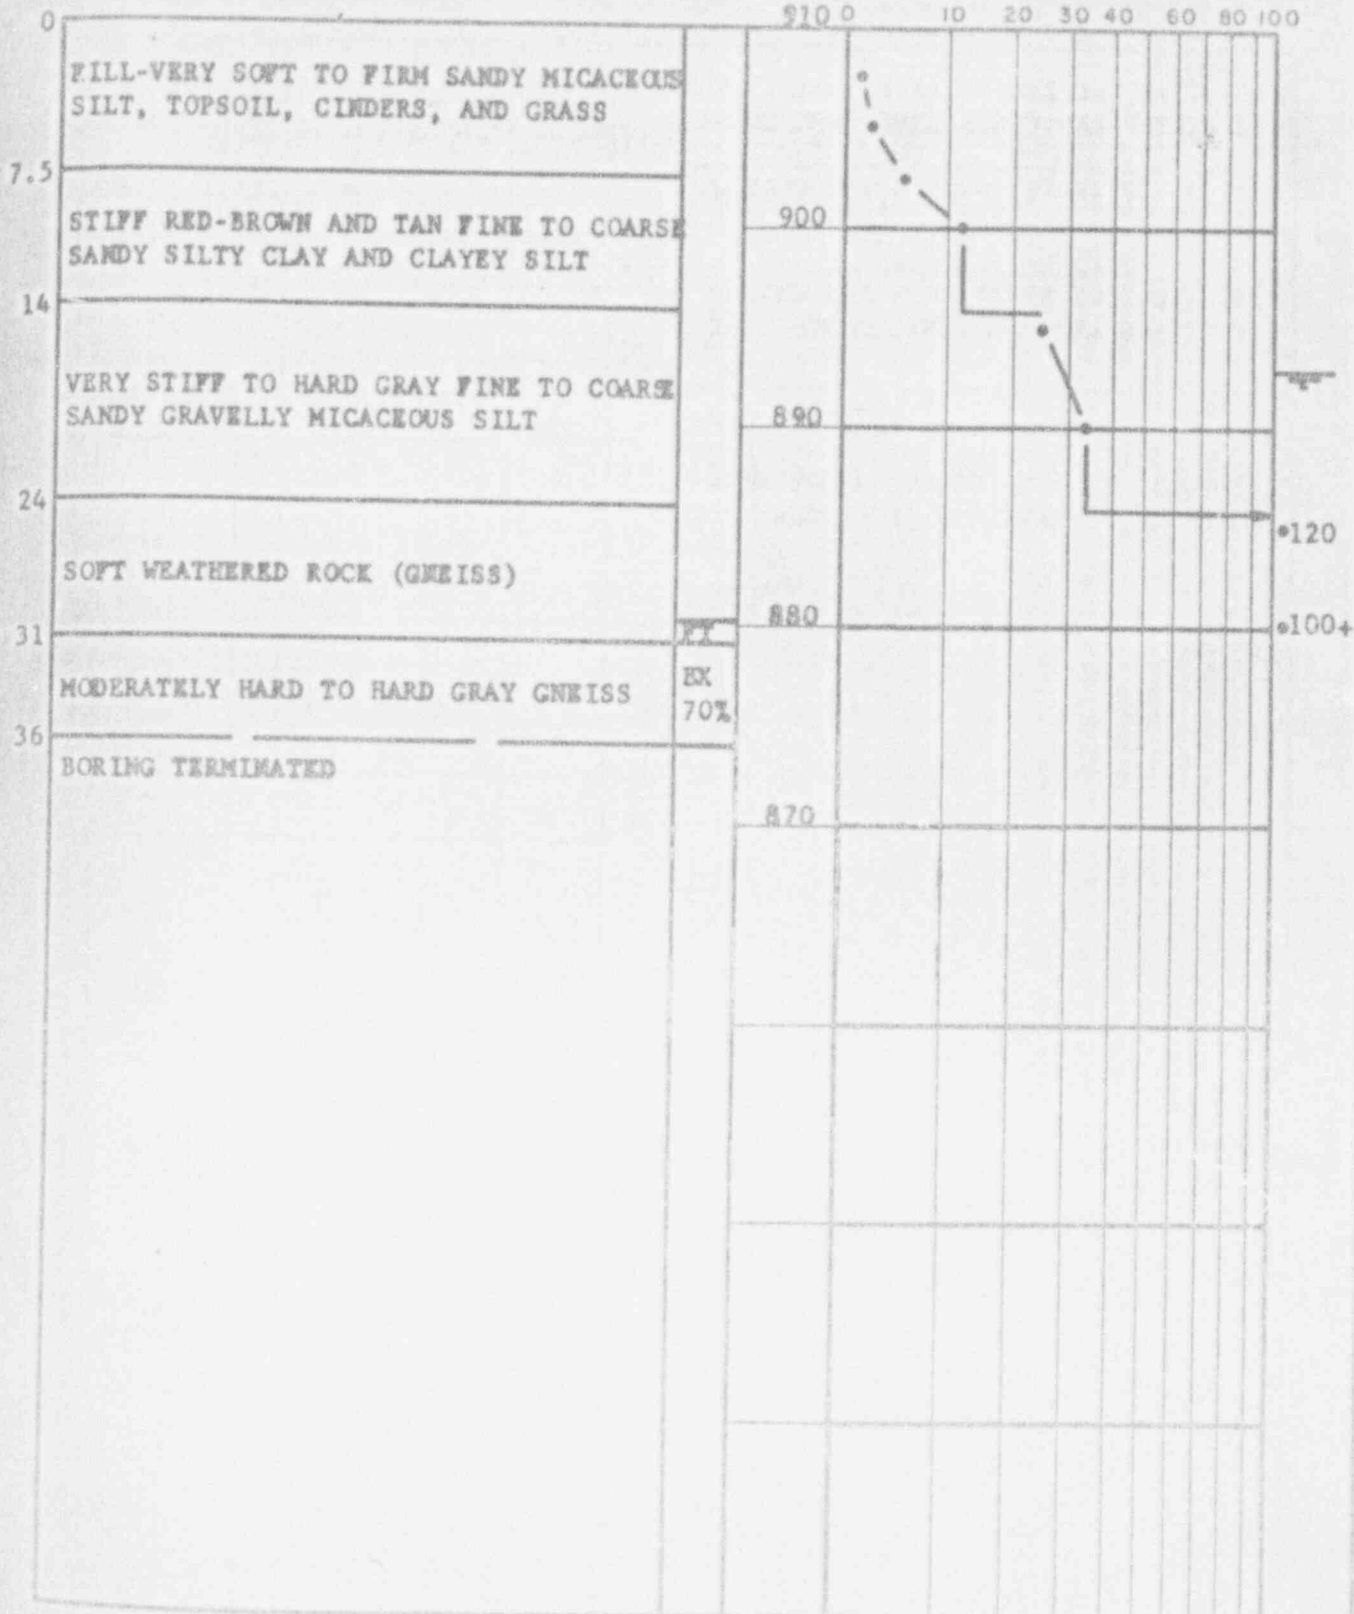 0 910 0 10 20 30 40 60 80 100
FILL-VERY SOFT TO FIRM SANDY MICACEOUS
SILT, TOPSOIL, CINDERS, AND GRASS
7.5
STIFF RED-BROWN AND TAN FINE TO COARSE
SANDY SILTY CLAY AND CLAYEY SILT
900
14
VERY STIFF TO HARD GRAY FINE TO COARSE
SANDY GRAVELLY MICACEOUS SILT
890
24
120
SOFT WEATHERED ROCK (GNEISS)
880
100+
31
MODERATELY HARD TO HARD GRAY GNEISS
BX
70%
36
BORING TERMINATED
870